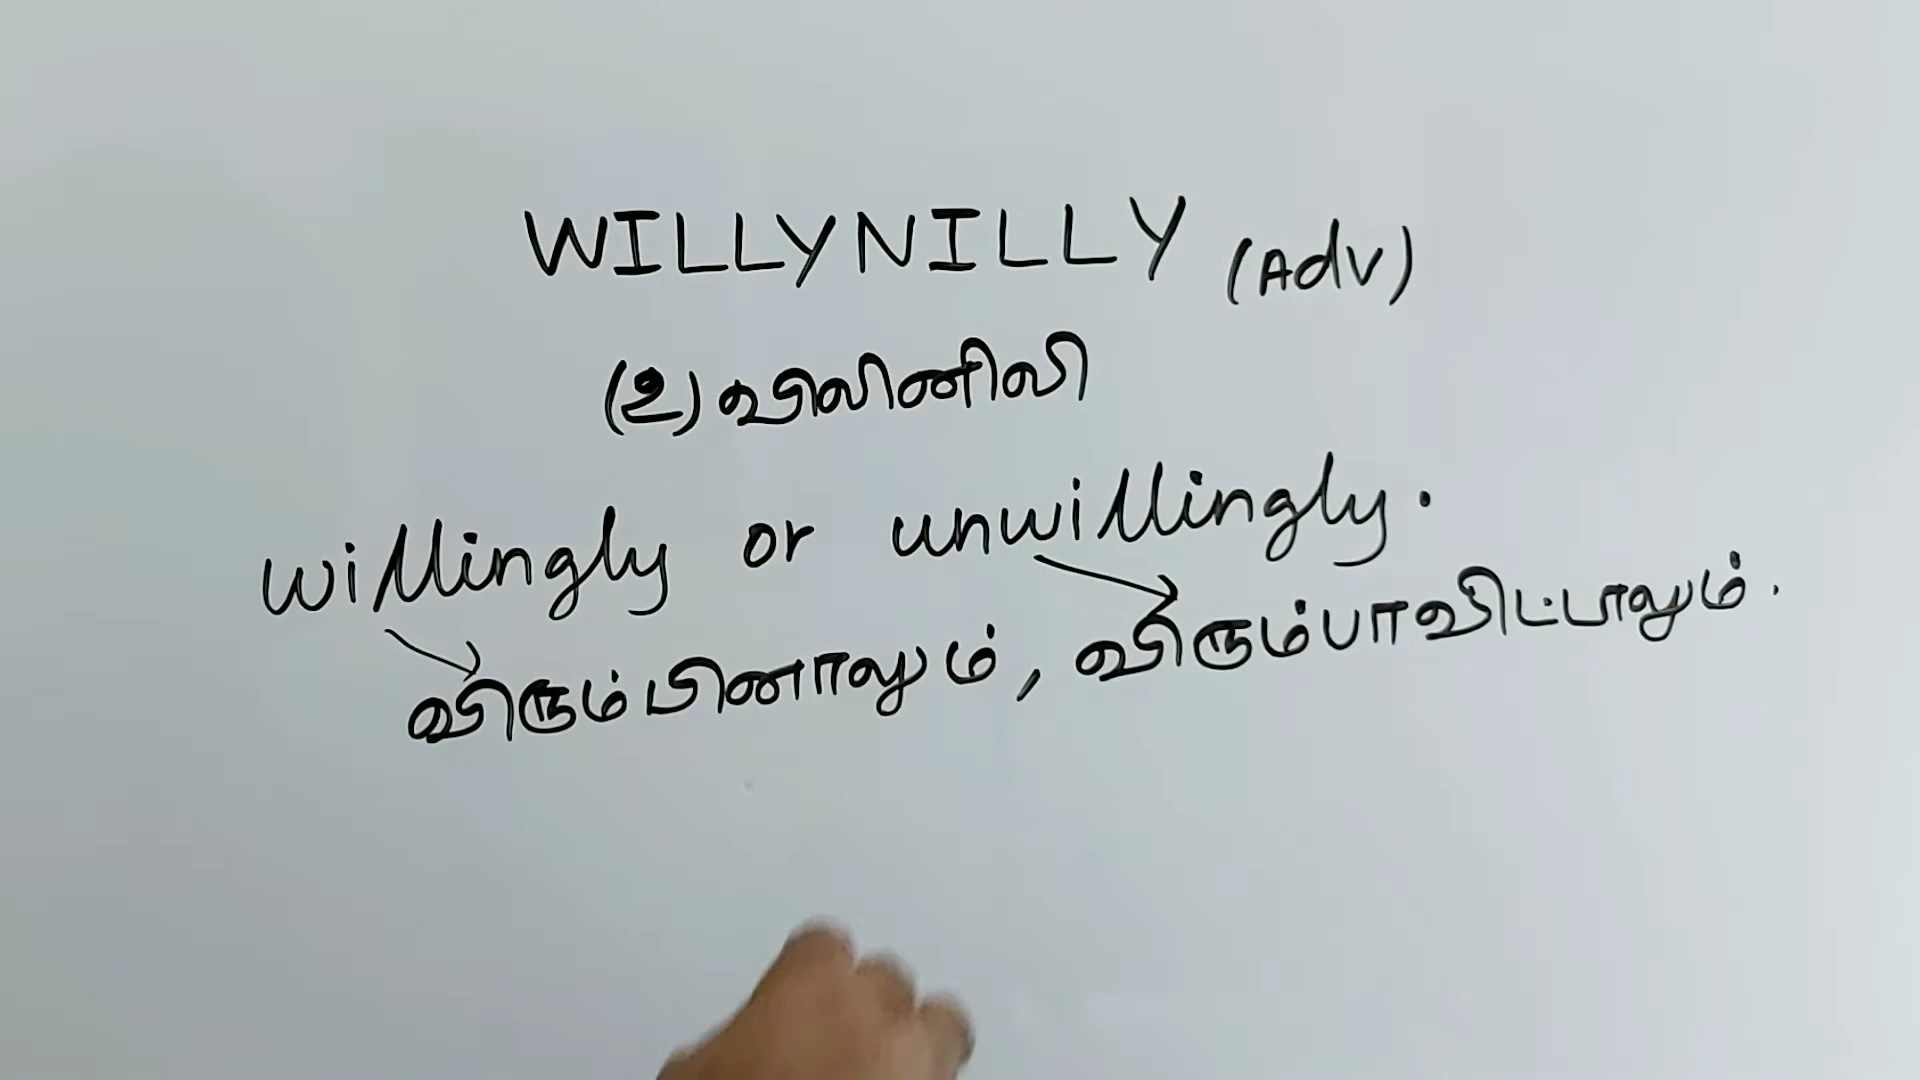 WILLYNILLY (Adv)
(உ) விலினிலி
willingly or unwillingly.
விரும்பினாலும், விரும்பாவிட்டாலும்.